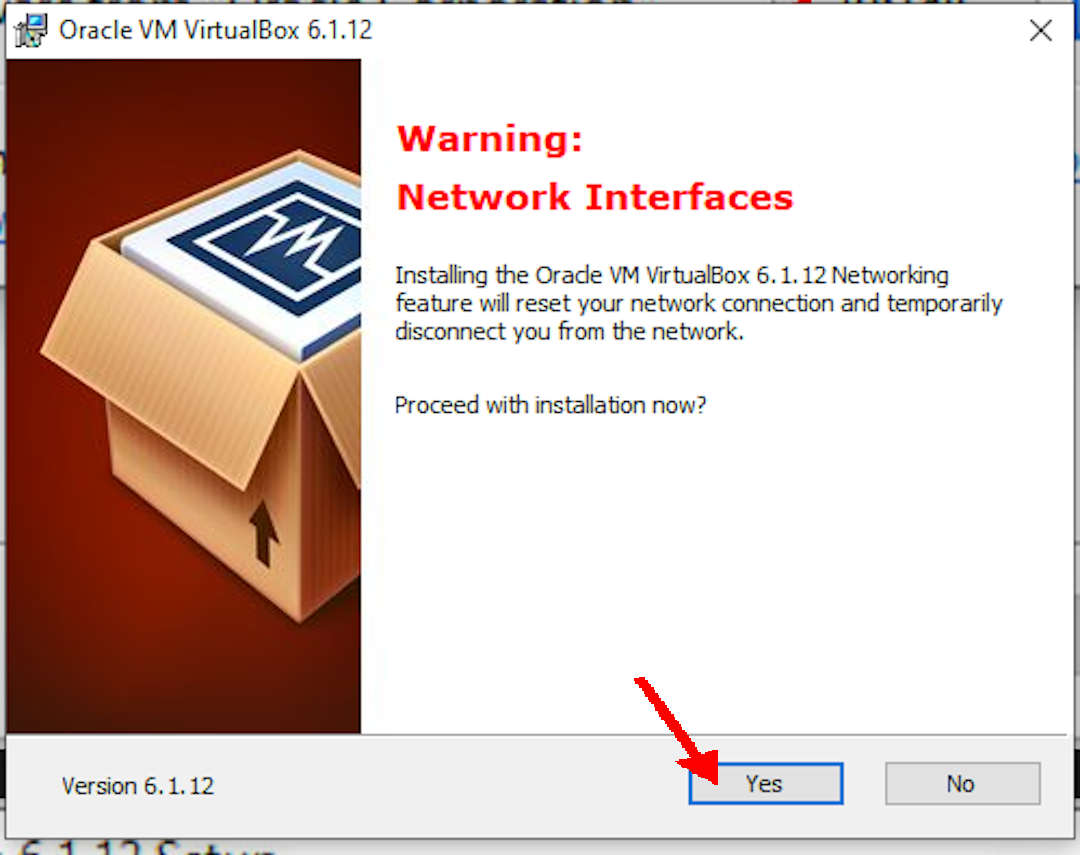 Oracle VM VirtualBox 6.1.12
Warning:
Network Interfaces
Installing the Oracle VM VirtualBox 6.1.12 Networking
feature will reset your network connection and temporarily
disconnect you from the network.
Proceed with installation now?
Version 6.1.12
Yes
No
6.1.12 Setup